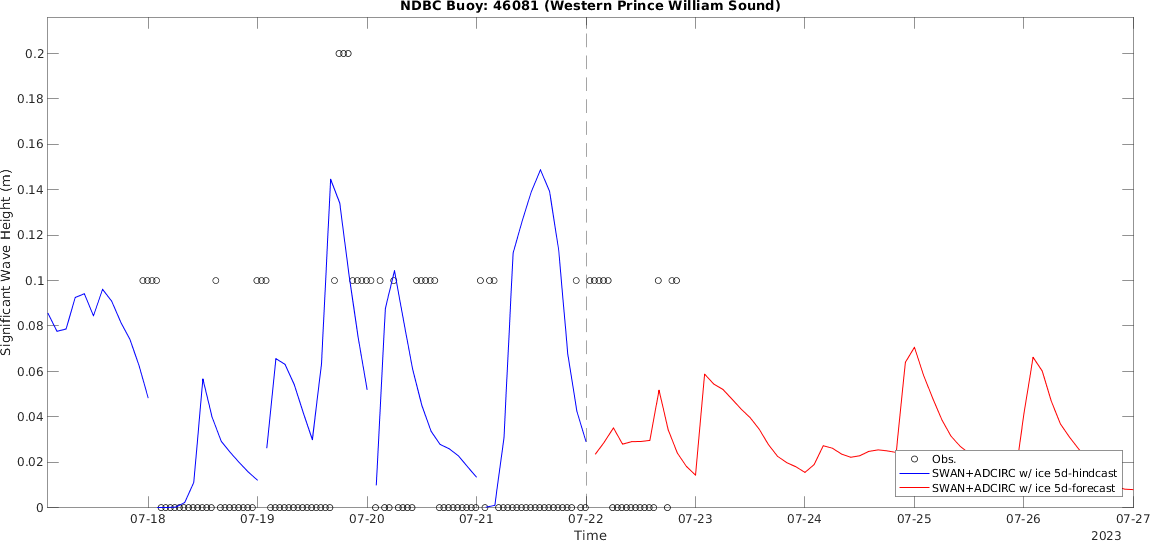 NDBC Buoy: 46081 (Western Prince William Sound)
0.2
0.18
0.16
0.14
0.12
0.1
0.08
0.06
0.04
0.02
0
Significant Wave Height (m)
Obs.
SWAN+ADCIRC w/ ice 5d-hindcast
SWAN+ADCIRC w/ ice 5d-forecast
07-18 07-19 07-20 07-21 07-22 07-23 07-24 07-25 07-26 07-27
Time
2023